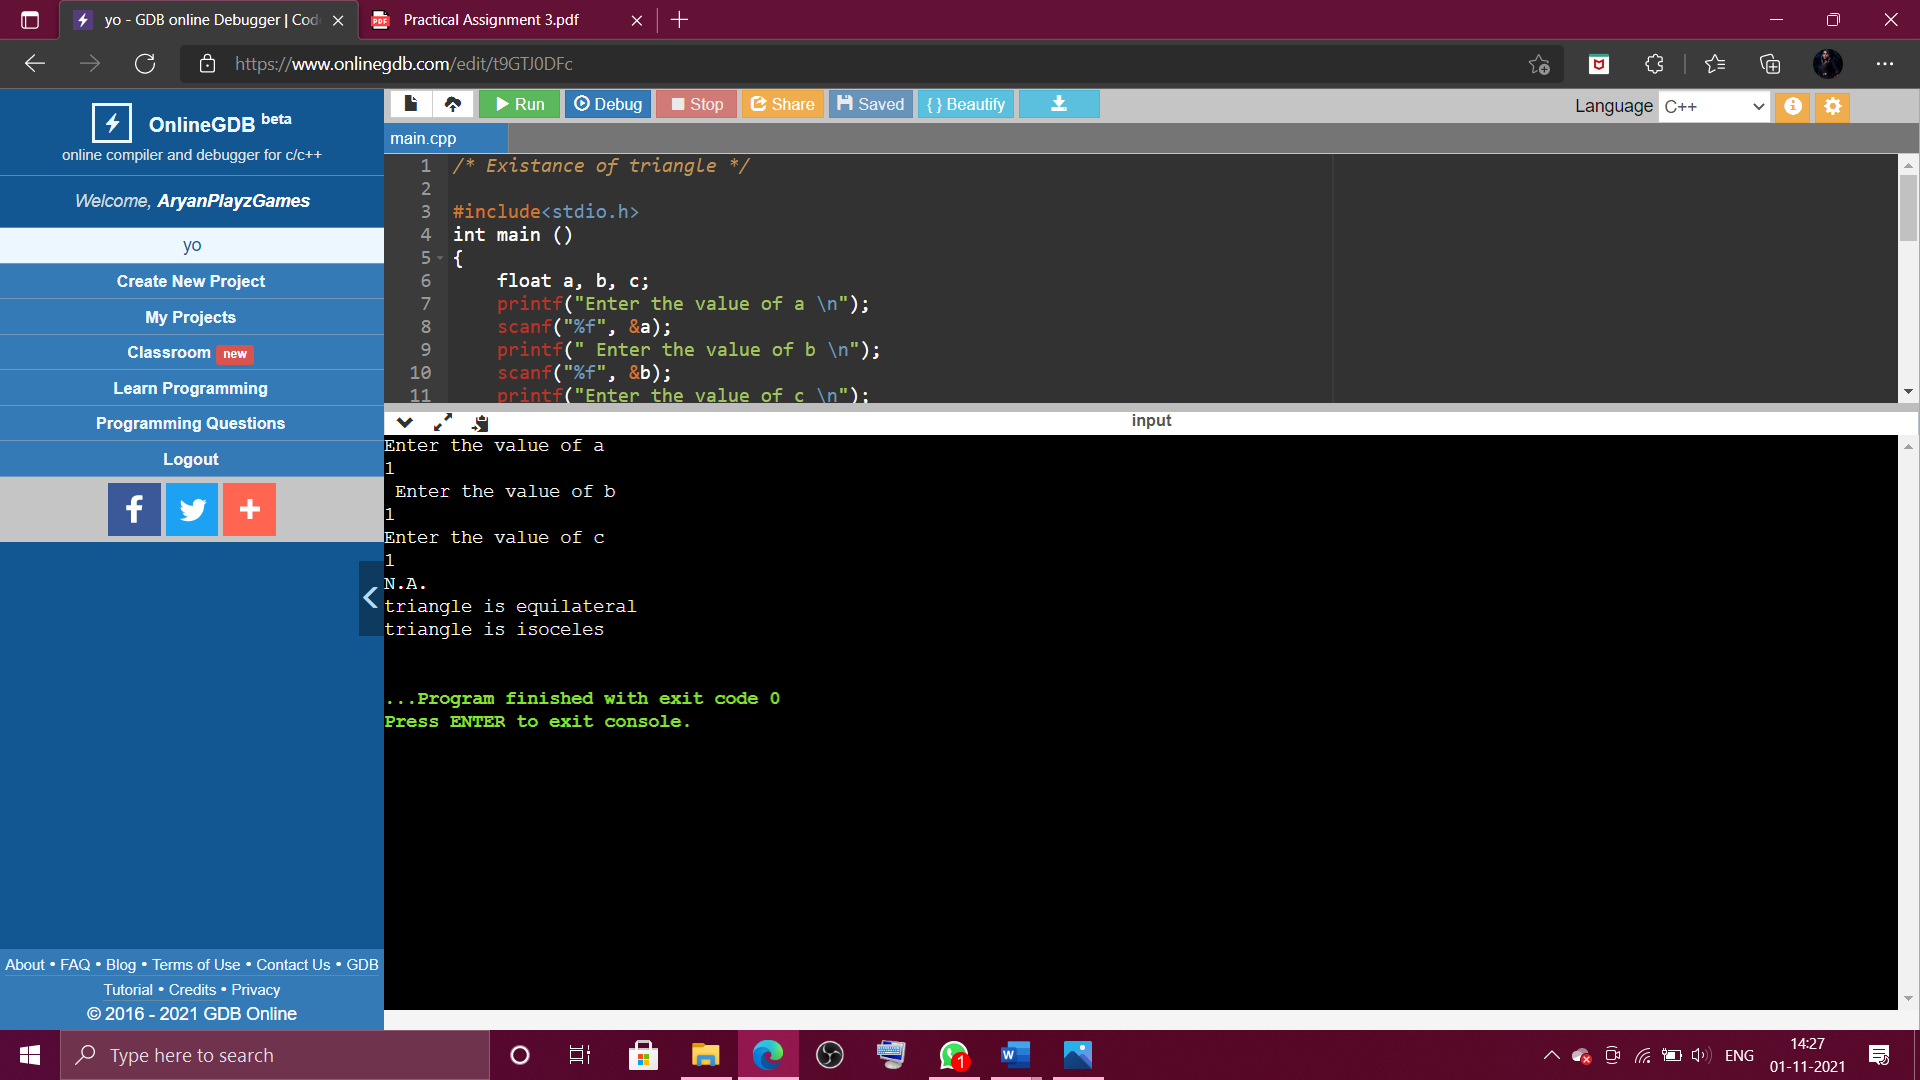 yo - GDB online Debugger | Cod
Practical Assignment 3.pdf
https://www.onlinegdb.com/edit/t9GTJ0DFc
OnlineGDB beta
online compiler and debugger for c/c++
Welcome, AryanPlayzGames
yo
Create New Project
My Projects
Classroom new
Learn Programming
Programming Questions
Logout
About • FAQ • Blog • Terms of Use • Contact Us • GDB
Tutorial • Credits • Privacy
© 2016 - 2021 GDB Online
Run Debug Stop Share Saved {} Beautify
Language C++
main.cpp
1 /* Existance of triangle */
2
3 #include<stdio.h>
4 int main ()
5 {
6 float a, b, c;
7 printf("Enter the value of a \n");
8 scanf("%f", &a);
9 printf(" Enter the value of b \n");
10 scanf("%f", &b);
11 printf("Enter the value of c \n");
input
Enter the value of a
1
Enter the value of b
1
Enter the value of c
1
N.A.
triangle is equilateral
triangle is isoceles
...Program finished with exit code 0
Press ENTER to exit console.
Type here to search
1
ENG
14:27
01-11-2021